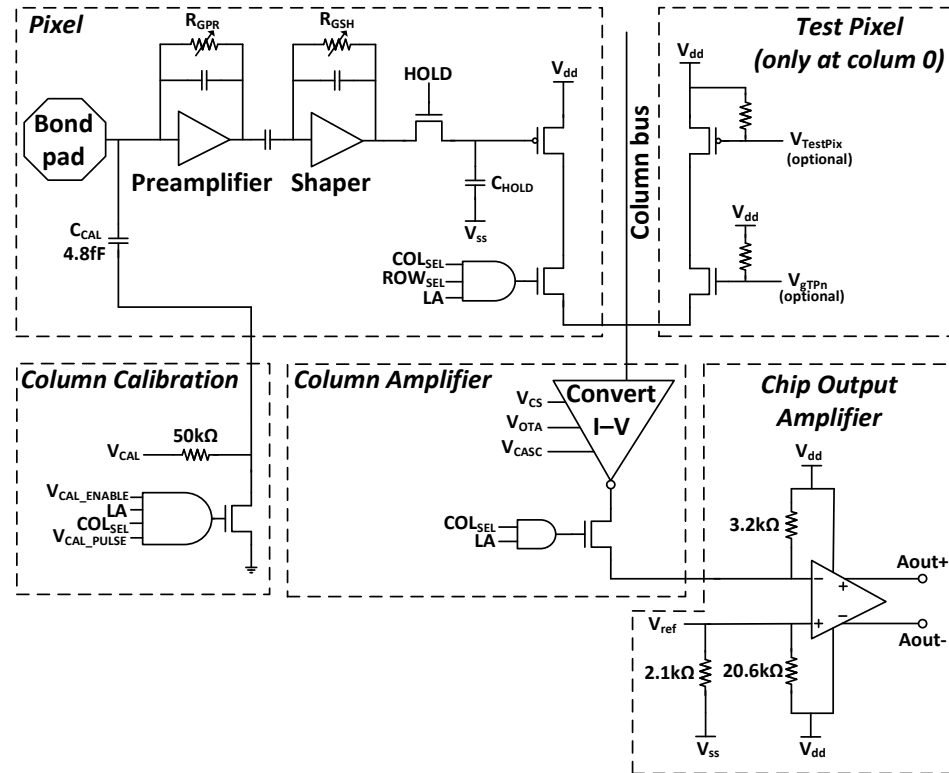 Pixel
R_GPR
R_GSH
HOLD
V_dd
Bond
pad
Preamplifier
Shaper
C_HOLD
V_ss
C_CAL
4.8fF
COL_SEL
ROW_SEL
LA
Column bus
Test Pixel
(only at colum 0)
V_dd
V_TestPix
(optional)
V_dd
V_gTPn
(optional)
Column Calibration
50kΩ
V_CAL
V_CAL_ENABLE
LA
COL_SEL
V_CAL_PULSE
Column Amplifier
Convert
I–V
V_CS
V_OTA
V_CASC
COL_SEL
LA
Chip Output
Amplifier
V_dd
3.2kΩ
−
+
+
−
Aout+
Aout-
V_ref
2.1kΩ
20.6kΩ
V_ss
V_dd